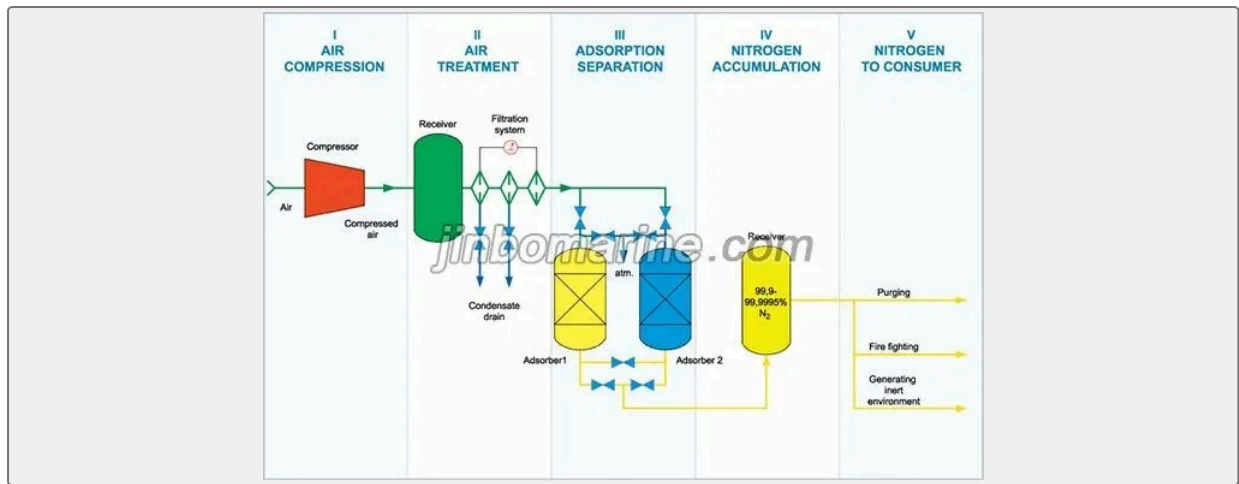 I
AIR
COMPRESSION
II
AIR
TREATMENT
III
ADSORPTION
SEPARATION
IV
NITROGEN
ACCUMULATION
V
NITROGEN
TO CONSUMER
Compressor
Air
Compressed
air
Receiver
Filtration
system
Condensate
drain
atm.
Adsorber1
Adsorber 2
Receiver
99,9-
99,9995%
N₂
Purging
Fire fighting
Generating
inert
environment
jinbomarine.com